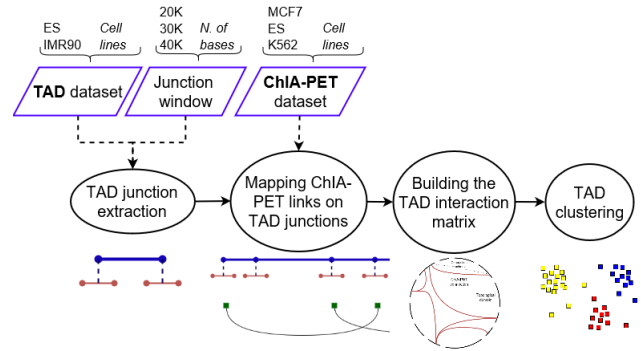 ES
IMR90
Cell
lines
20K
30K
40K
N. of
bases
MCF7
ES
K562
Cell
lines
TAD dataset
Junction
window
ChIA-PET
dataset
TAD junction
extraction
Mapping ChIA-
PET links on
TAD junctions
Building the
TAD interaction
matrix
TAD
clustering